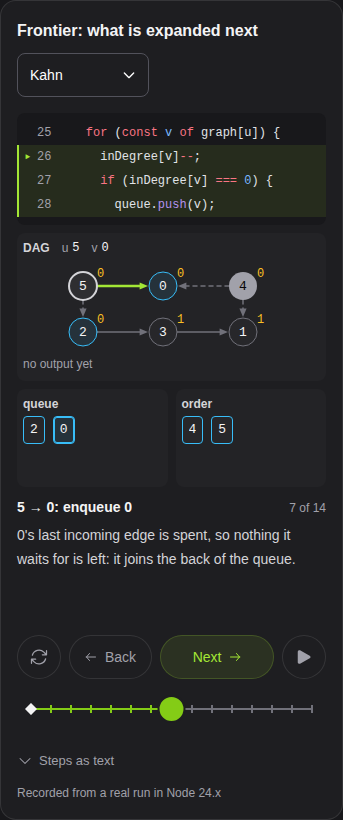 Frontier: what is expanded next
Kahn
25 for (const v of graph[u]) {
26 inDegree[v]--;
27 if (inDegree[v] === 0) {
28 queue.push(v);
DAG u 5 v 0
0 0 0
5 0 4
0 1 1
2 3 1
no output yet
queue
2 0
order
4 5
5 → 0: enqueue 0
7 of 14
0's last incoming edge is spent, so nothing it
waits for is left: it joins the back of the queue.
← Back
Next →
Steps as text
Recorded from a real run in Node 24.x